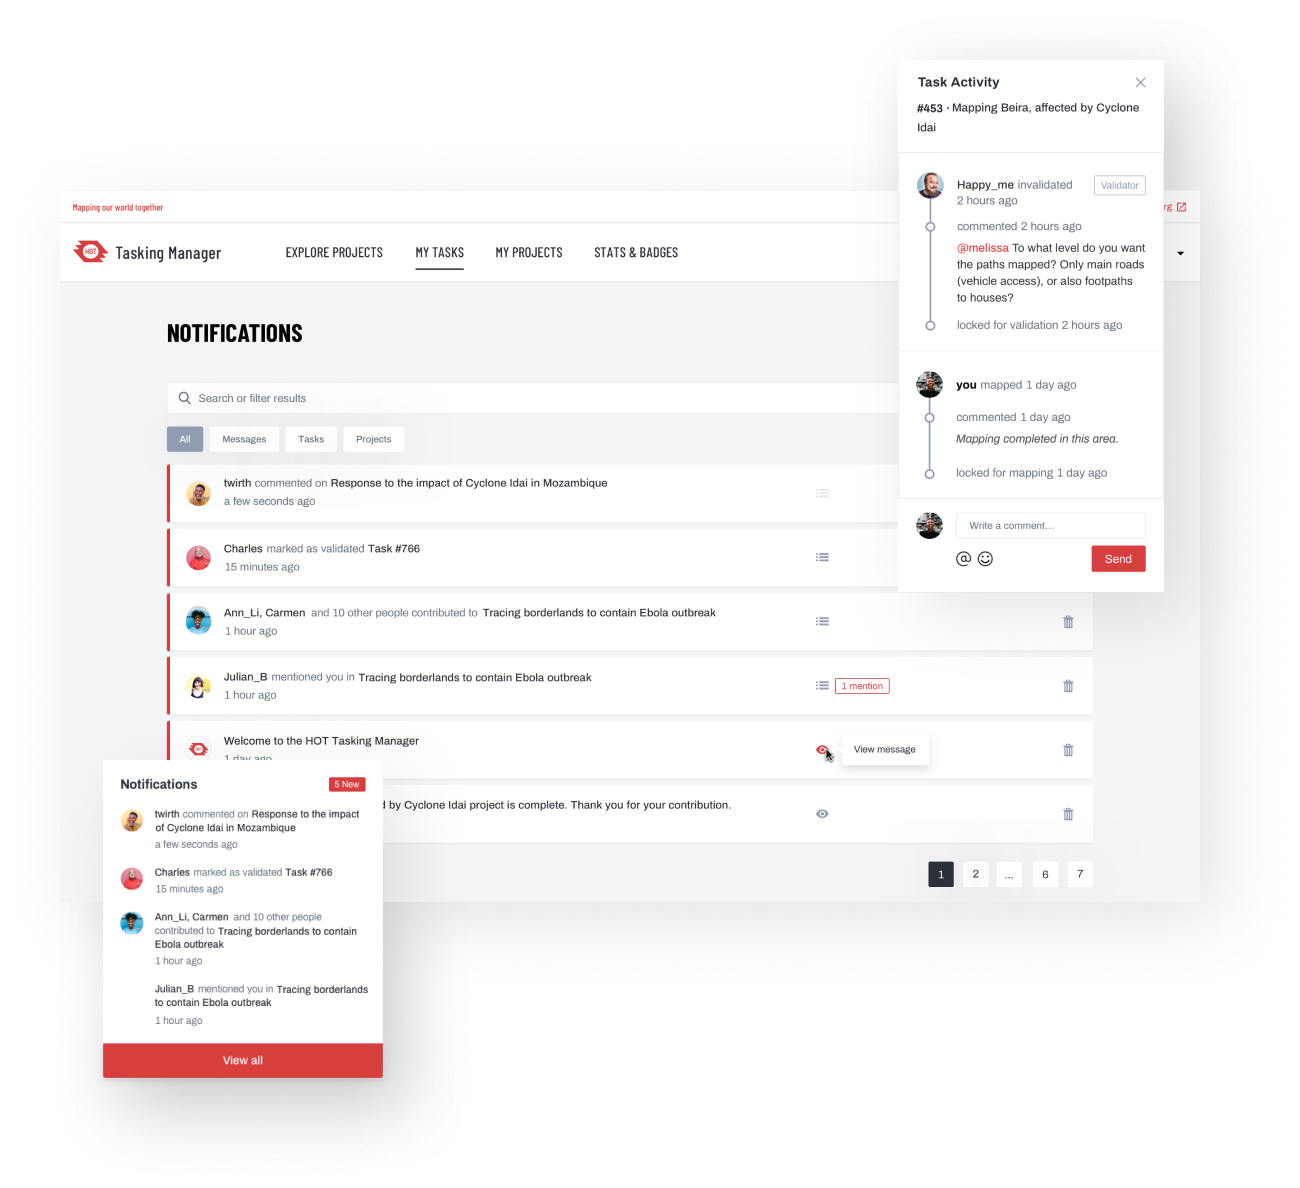 Task Activity
#453 · Mapping Beira, affected by Cyclone
Idai
Happy_me invalidated
2 hours ago
Validator
commented 2 hours ago
@melissa To what level do you want
the paths mapped? Only main roads
(vehicle access), or also footpaths
to houses?
locked for validation 2 hours ago
you mapped 1 day ago
commented 1 day ago
Mapping completed in this area.
locked for mapping 1 day ago
Write a comment...
@
Send
Mapping our world together
rg
HOT
Tasking Manager
EXPLORE PROJECTS
MY TASKS
MY PROJECTS
STATS & BADGES
NOTIFICATIONS
Search or filter results
All
Messages
Tasks
Projects
twirth commented on Response to the impact of Cyclone Idai in Mozambique
a few seconds ago
Charles marked as validated Task #766
15 minutes ago
Ann_Li, Carmen and 10 other people contributed to Tracing borderlands to contain Ebola outbreak
1 hour ago
Julian_B mentioned you in Tracing borderlands to contain Ebola outbreak
1 hour ago
1 mention
Welcome to the HOT Tasking Manager
1 day ago
View message
d by Cyclone Idai project is complete. Thank you for your contribution.
1
2
...
6
7
Notifications
5 New
twirth commented on Response to the impact
of Cyclone Idai in Mozambique
a few seconds ago
Charles marked as validated Task #766
15 minutes ago
Ann_Li, Carmen and 10 other people
contributed to Tracing borderlands to contain
Ebola outbreak
1 hour ago
Julian_B mentioned you in Tracing borderlands
to contain Ebola outbreak
1 hour ago
View all